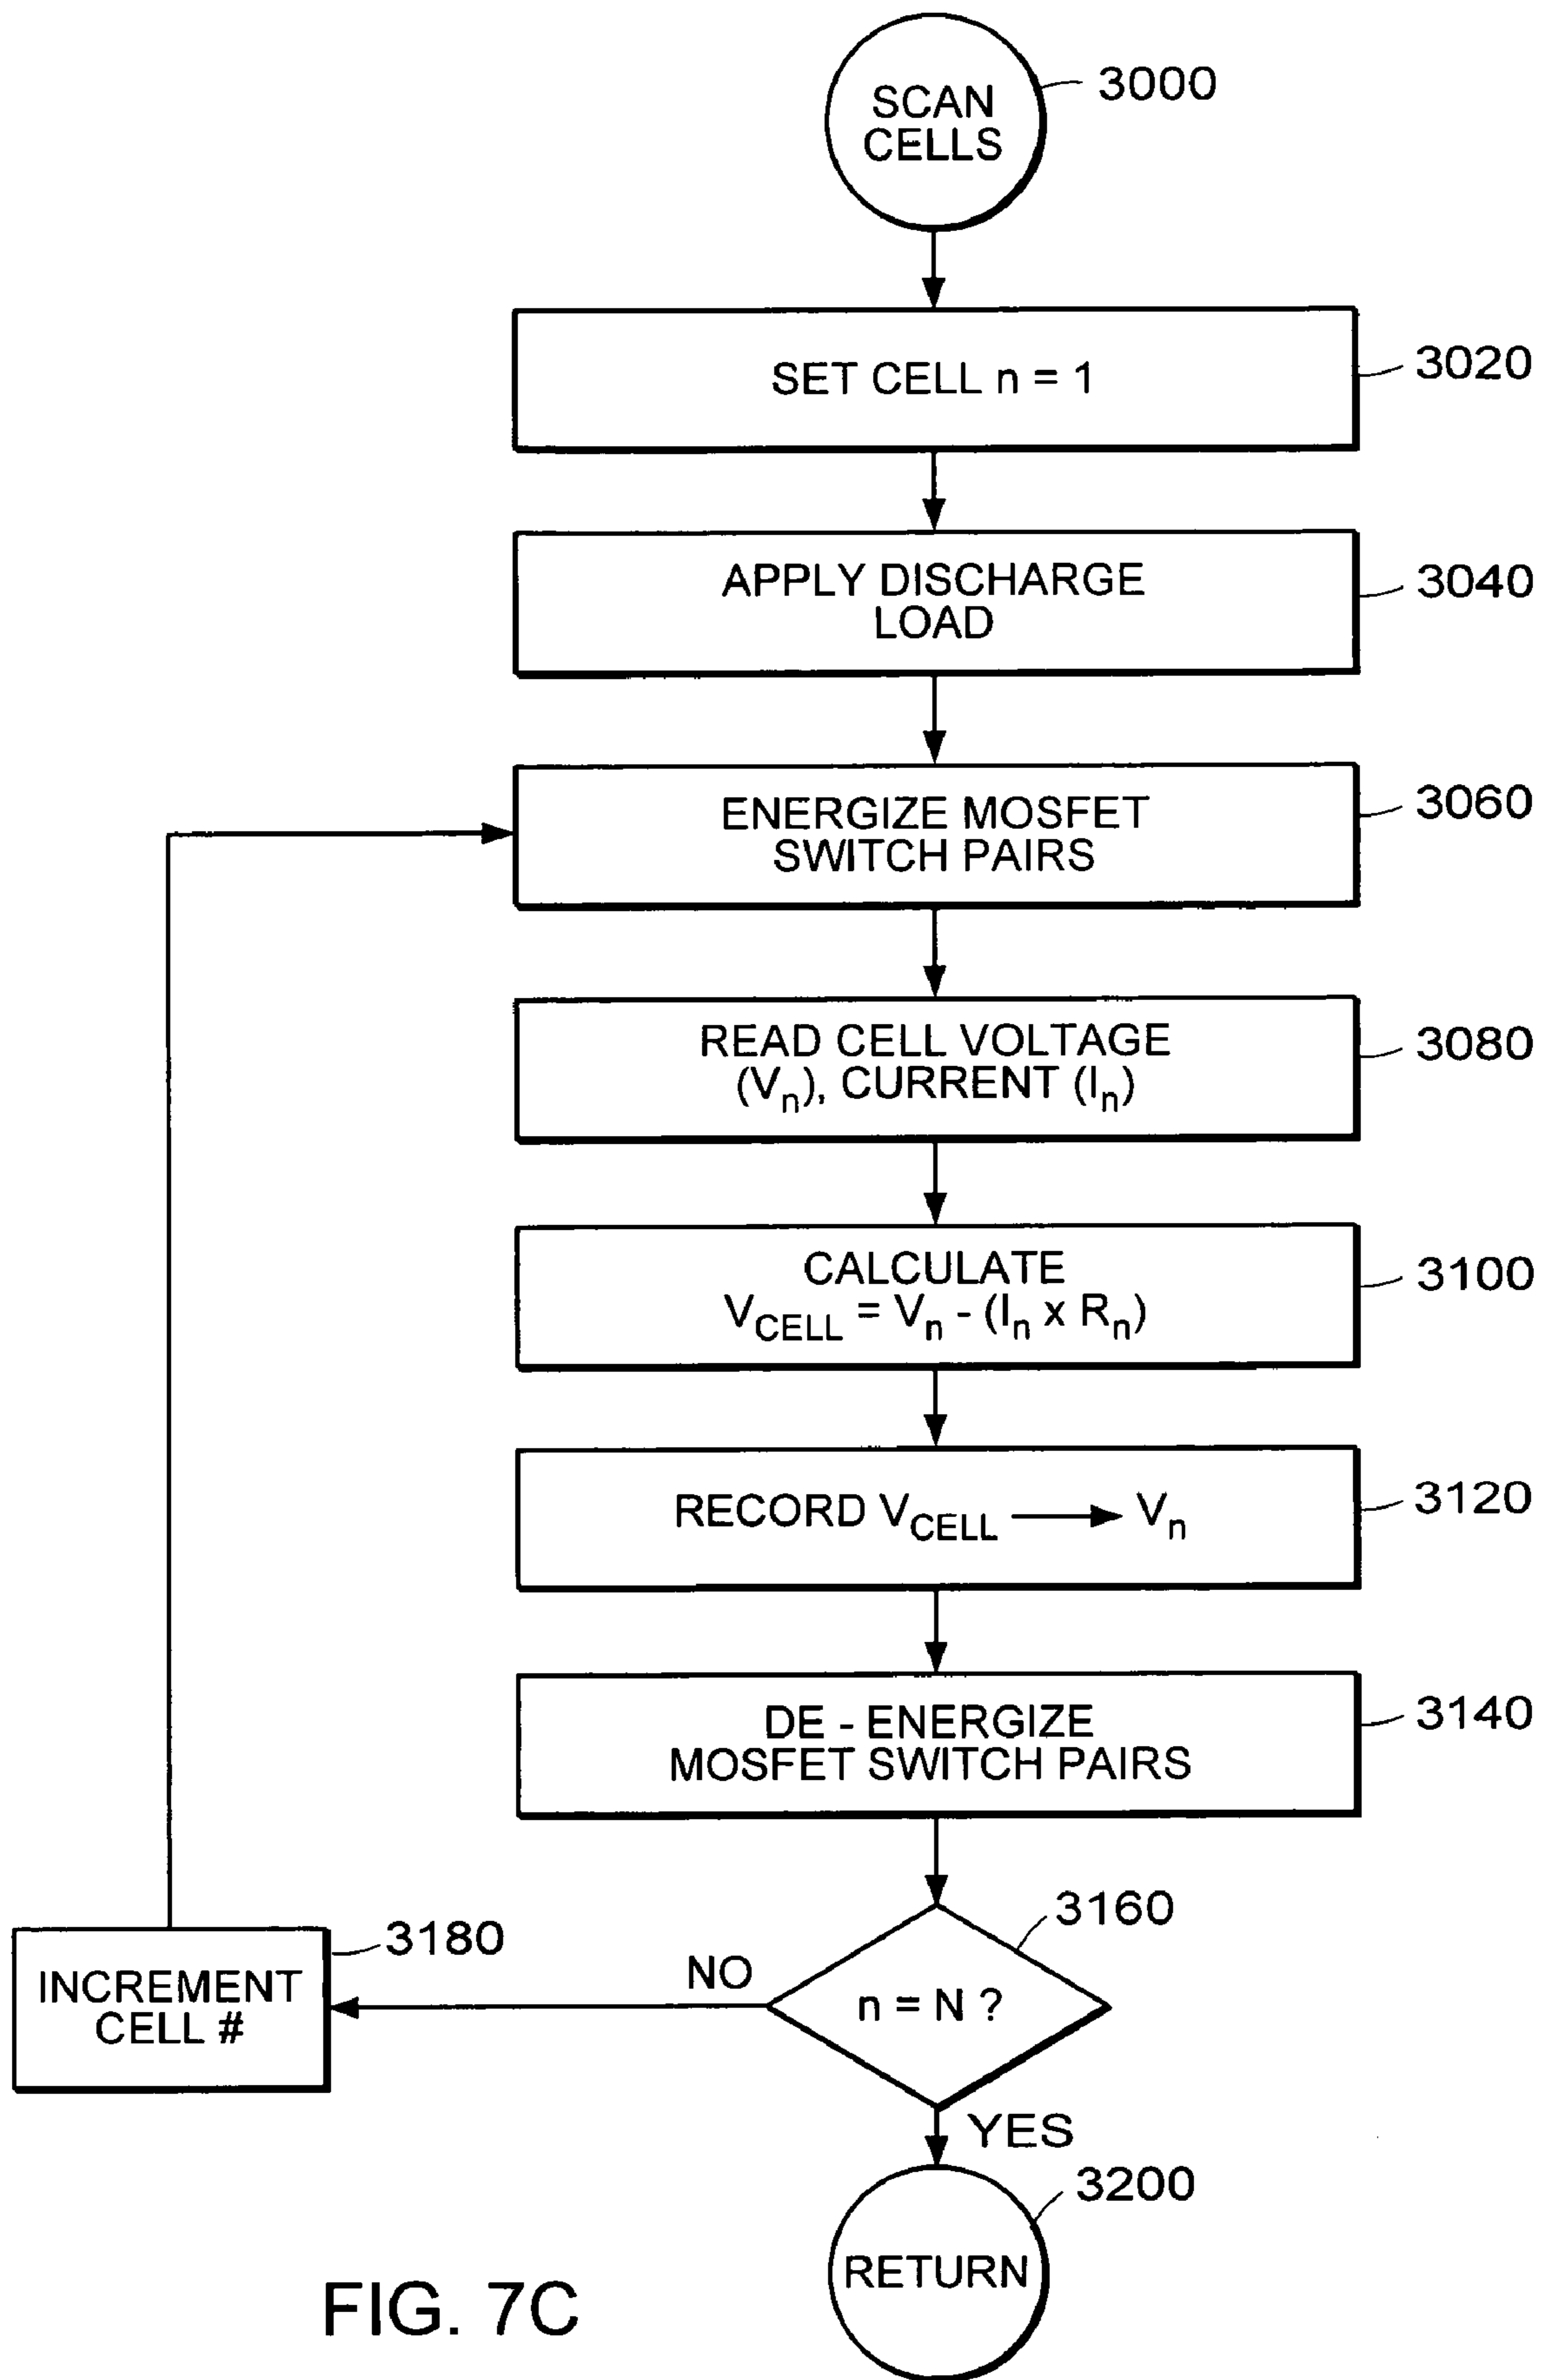 SCAN
CELLS
3000
SET CELL n = 1
3020
APPLY DISCHARGE
LOAD
3040
ENERGIZE MOSFET
SWITCH PAIRS
3060
READ CELL VOLTAGE
(Vn), CURRENT (In)
3080
CALCULATE
VCELL = Vn - (In x Rn)
3100
RECORD VCELL → Vn
3120
DE - ENERGIZE
MOSFET SWITCH PAIRS
3140
n = N ?
3160
NO
INCREMENT
CELL #
3180
YES
RETURN
3200
FIG. 7C